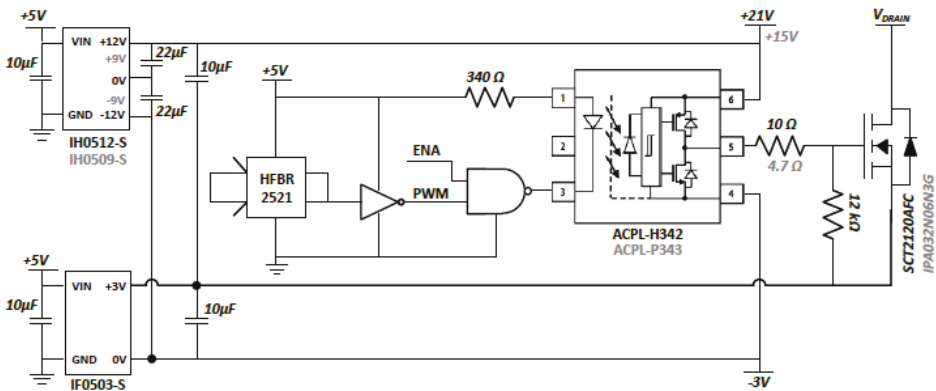 +5V
VIN
+12V
+9V
0V
-9V
GND
-12V
10µF
22µF
22µF
10µF
IH0512-S
IH0509-S
+5V
340 Ω
HFBR
2521
ENA
PWM
1
2
3
6
5
4
ACPL-H342
ACPL-P343
+21V
+15V
10 Ω
4.7 Ω
12 kΩ
VDRAIN
SCT2120AFC
IPA032N06N3G
+5V
VIN
+3V
10µF
10µF
GND
0V
IF0503-S
-3V